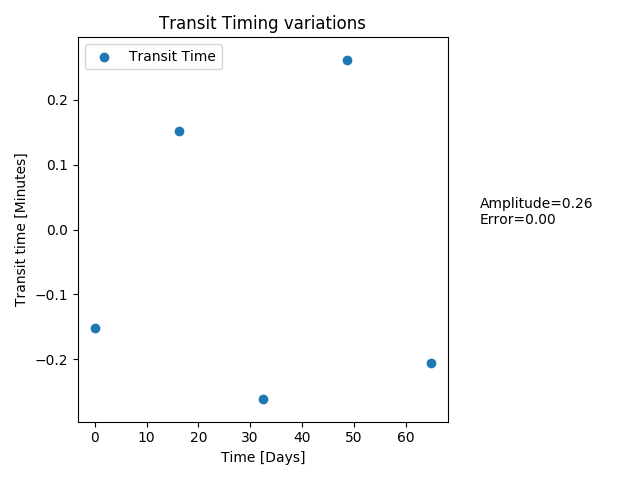 Transit Timing variations
Transit Time
0.2
0.1
0.0
−0.1
−0.2
Transit time [Minutes]
0
10
20
30
40
50
60
Time [Days]
Amplitude=0.26
Error=0.00